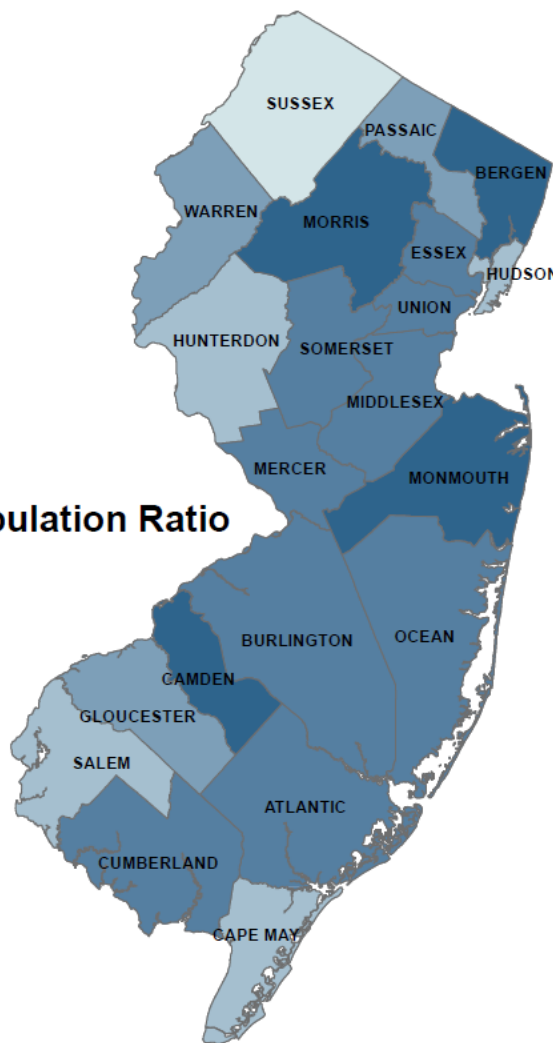 SUSSEX
PASSAIC
BERGEN
WARREN
MORRIS
ESSEX
HUDSON
UNION
HUNTERDON
SOMERSET
MIDDLESEX
MERCER
MONMOUTH
ulation Ratio
OCEAN
BURLINGTON
CAMDEN
GLOUCESTER
SALEM
ATLANTIC
CUMBERLAND
CAPE MAY